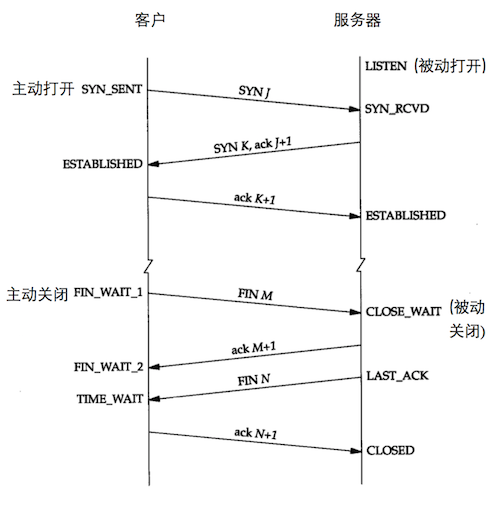 客户 服务器
LISTEN (被动打开)
主动打开 SYN_SENT
SYN J
SYN_RCVD
SYN K, ack J+1
ESTABLISHED
ack K+1
ESTABLISHED
主动关闭 FIN_WAIT_1
FIN M
CLOSE_WAIT (被动
关闭)
ack M+1
FIN_WAIT_2
FIN N
LAST_ACK
TIME_WAIT
ack N+1
CLOSED